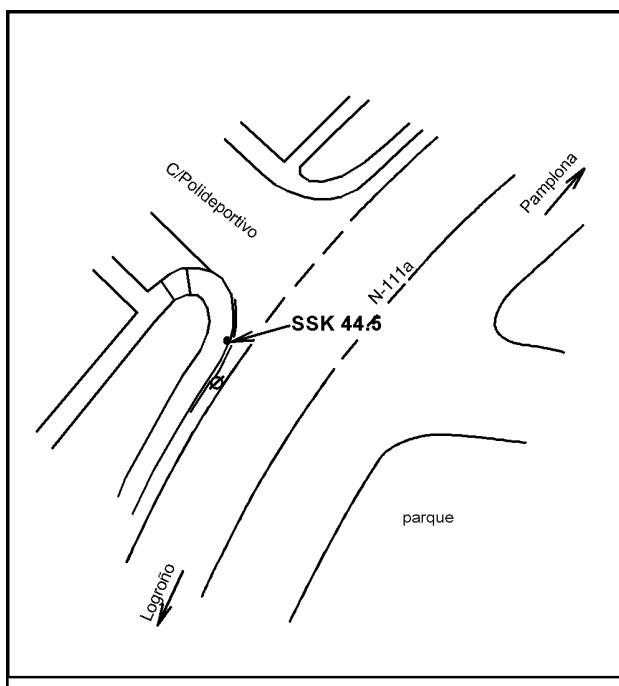 C/Polideportivo
Pamplona
N-111a
SSK 44.5
parque
Logroño